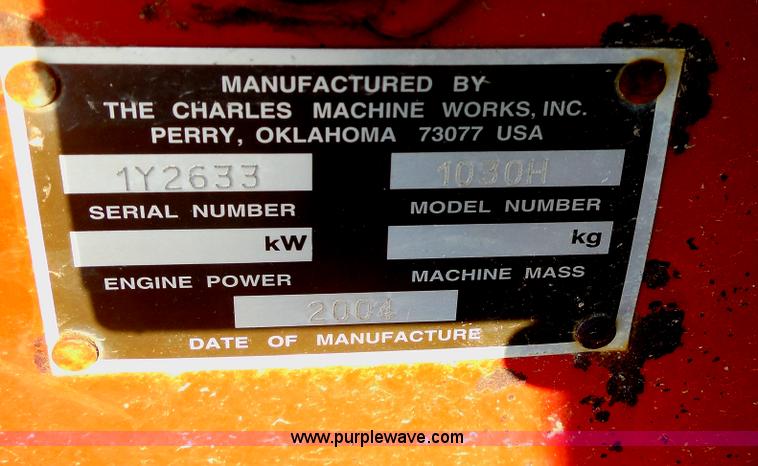 MANUFACTURED BY
THE CHARLES MACHINE WORKS, INC.
PERRY, OKLAHOMA 73077 USA
1Y2633 1030H
SERIAL NUMBER MODEL NUMBER
kW kg
ENGINE POWER MACHINE MASS
2004
DATE OF MANUFACTURE
www.purplewave.com